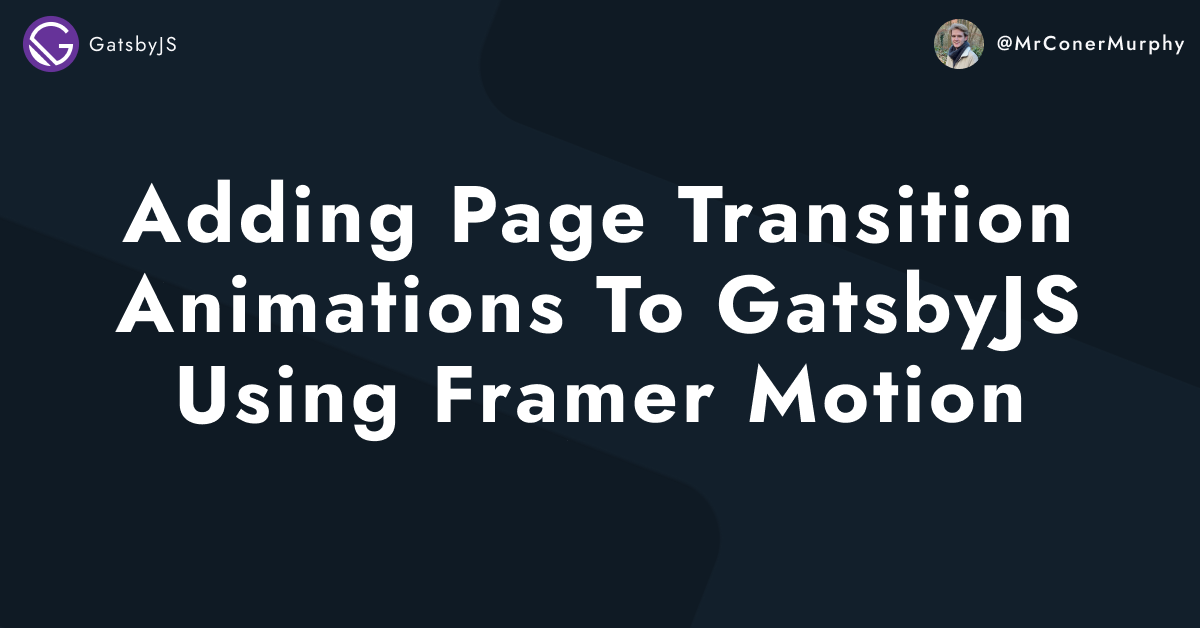 GatsbyJS
@MrConerMurphy
Adding Page Transition
Animations To GatsbyJS
Using Framer Motion